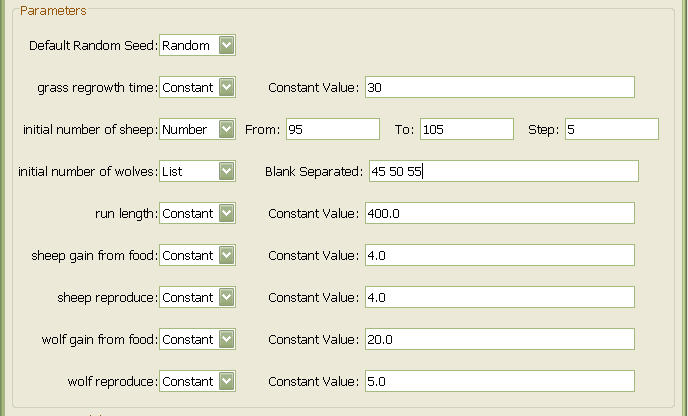 Parameters
Default Random Seed: Random
grass regrowth time: Constant Constant Value: 30
initial number of sheep: Number From: 95 To: 105 Step: 5
initial number of wolves: List Blank Separated: 45 50 55
run length: Constant Constant Value: 400.0
sheep gain from food: Constant Constant Value: 4.0
sheep reproduce: Constant Constant Value: 4.0
wolf gain from food: Constant Constant Value: 20.0
wolf reproduce: Constant Constant Value: 5.0